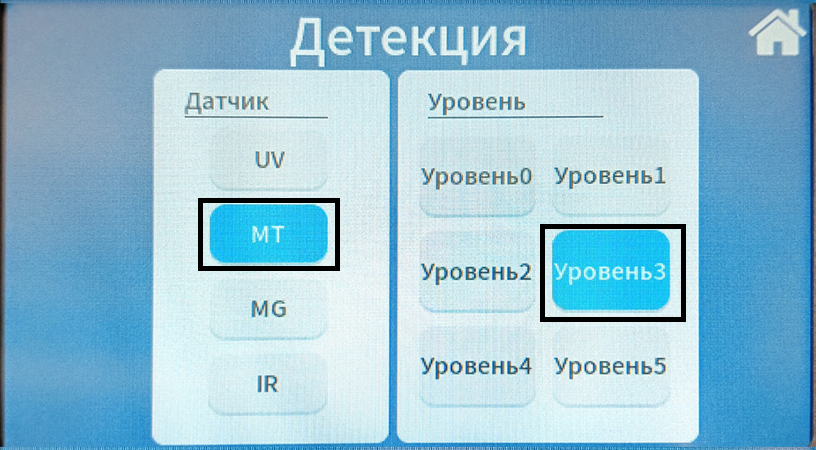 Детекция
Датчик
UV
MT
MG
IR
Уровень
Уровень0 Уровень1
Уровень2 Уровень3
Уровень4 Уровень5